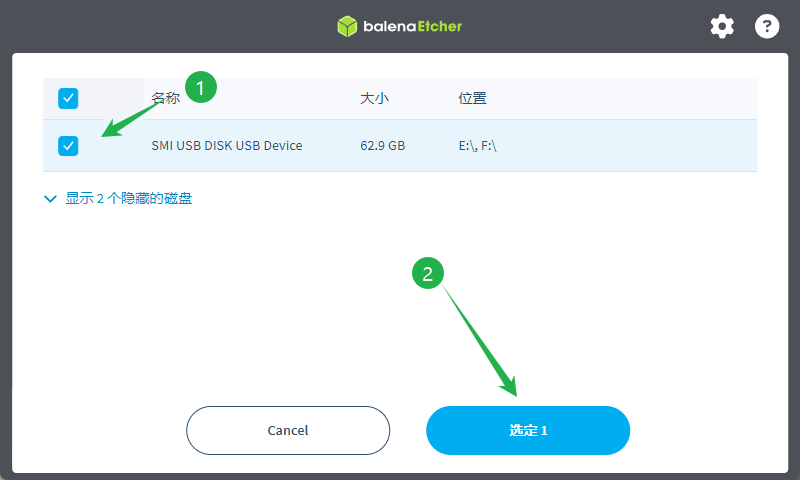 balenaEtcher
?
1
名称 大小 位置
SMI USB DISK USB Device 62.9 GB E:\, F:\
显示 2 个隐藏的磁盘
2
Cancel 选定 1